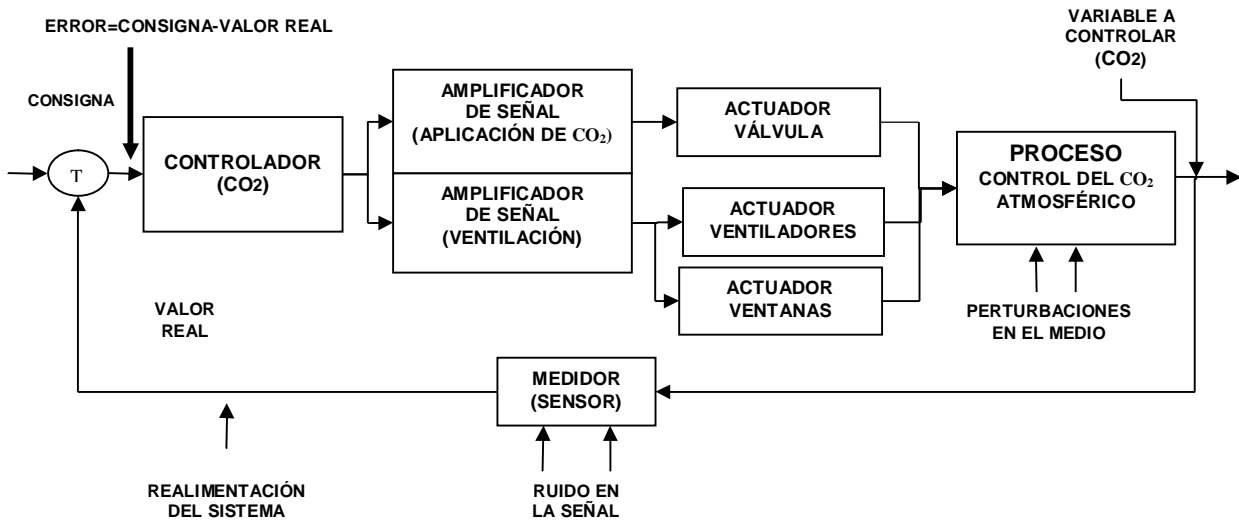 ERROR=CONSIGNA-VALOR REAL
VARIABLE A
CONTROLAR
(CO2)
CONSIGNA
T
CONTROLADOR
(CO2)
AMPLIFICADOR
DE SEÑAL
(APLICACIÓN DE CO₂)
AMPLIFICADOR
DE SEÑAL
(VENTILACIÓN)
ACTUADOR
VÁLVULA
ACTUADOR
VENTILADORES
ACTUADOR
VENTANAS
PROCESO
CONTROL DEL CO₂
ATMOSFÉRICO
PERTURBACIONES
EN EL MEDIO
VALOR
REAL
MEDIDOR
(SENSOR)
REALIMENTACIÓN
DEL SISTEMA
RUIDO EN
LA SEÑAL